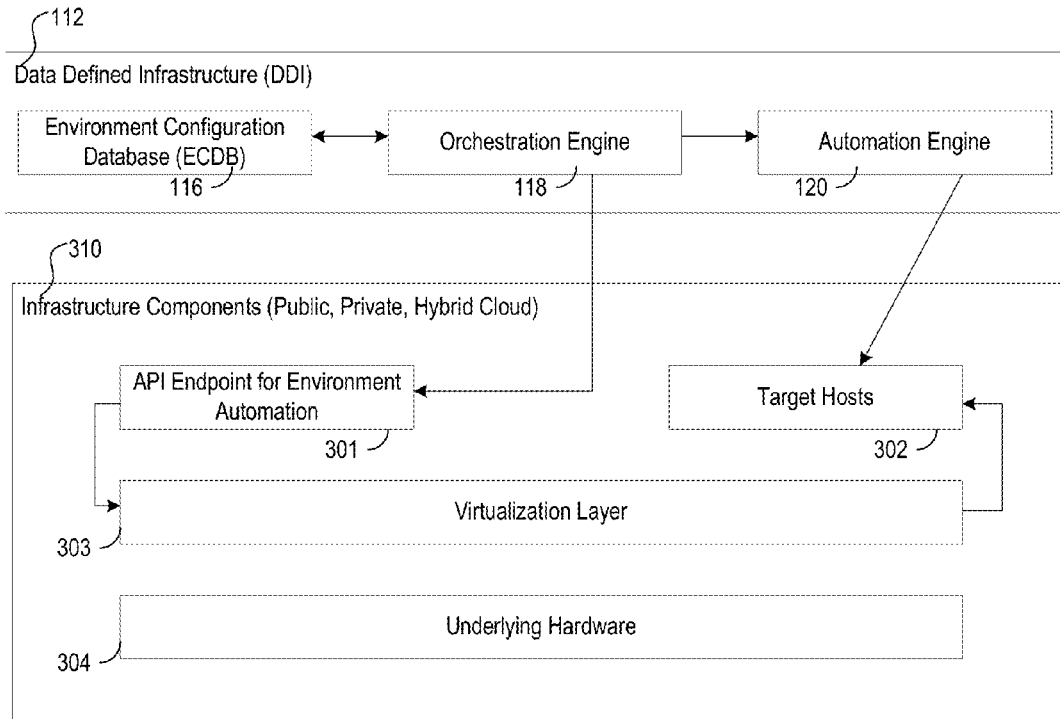 112
Data Defined Infrastructure (DDI)
Environment Configuration
Database (ECDB)
116
Orchestration Engine
118
Automation Engine
120
310
Infrastructure Components (Public, Private, Hybrid Cloud)
API Endpoint for Environment
Automation
301
Target Hosts
302
Virtualization Layer
303
Underlying Hardware
304